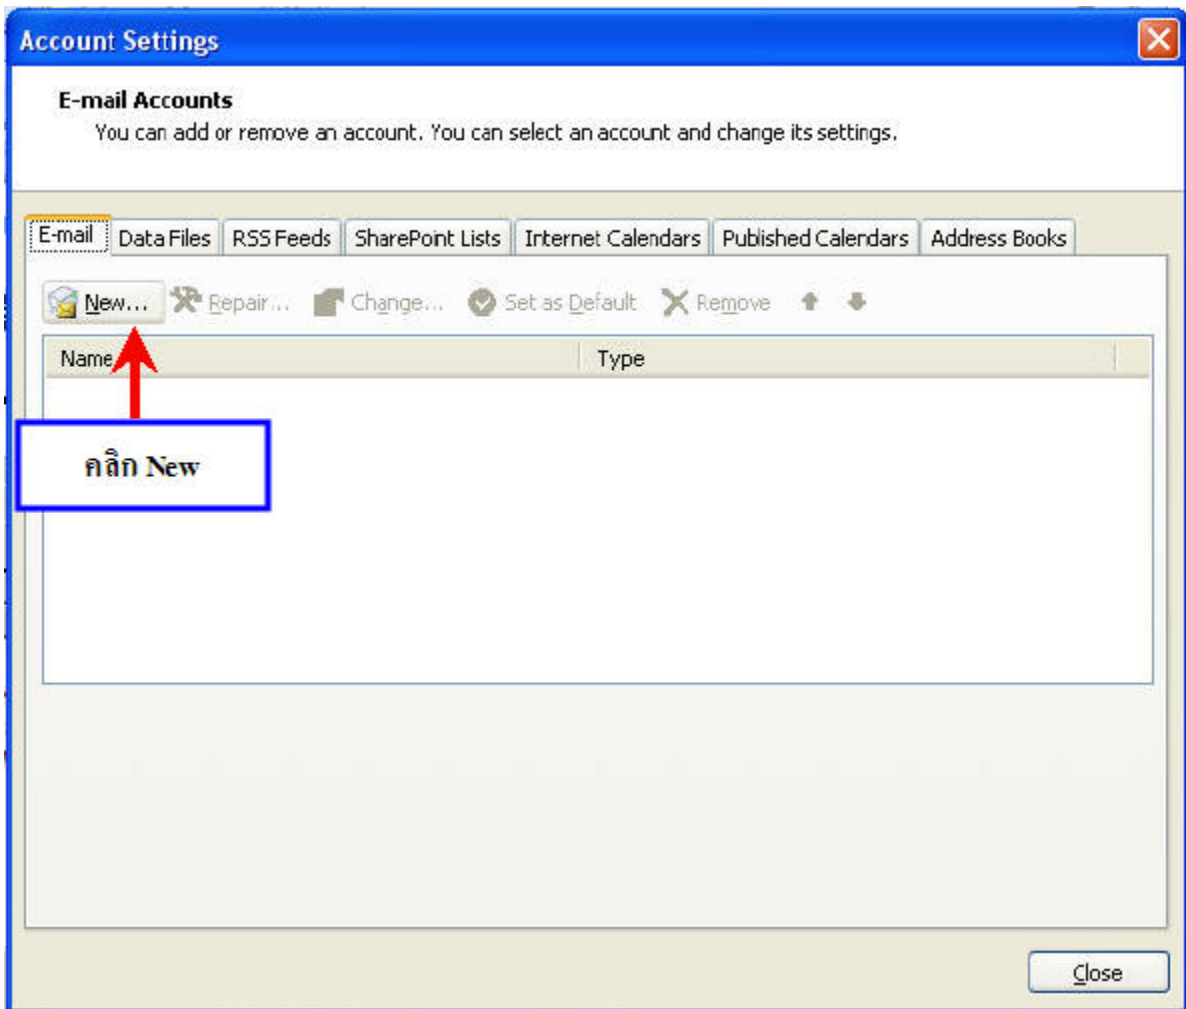 Account Settings
E-mail Accounts
You can add or remove an account. You can select an account and change its settings.
E-mail Data Files RSS Feeds SharePoint Lists Internet Calendars Published Calendars Address Books
New... Repair... Change... Set as Default Remove
Name Type
คลิก New
Close